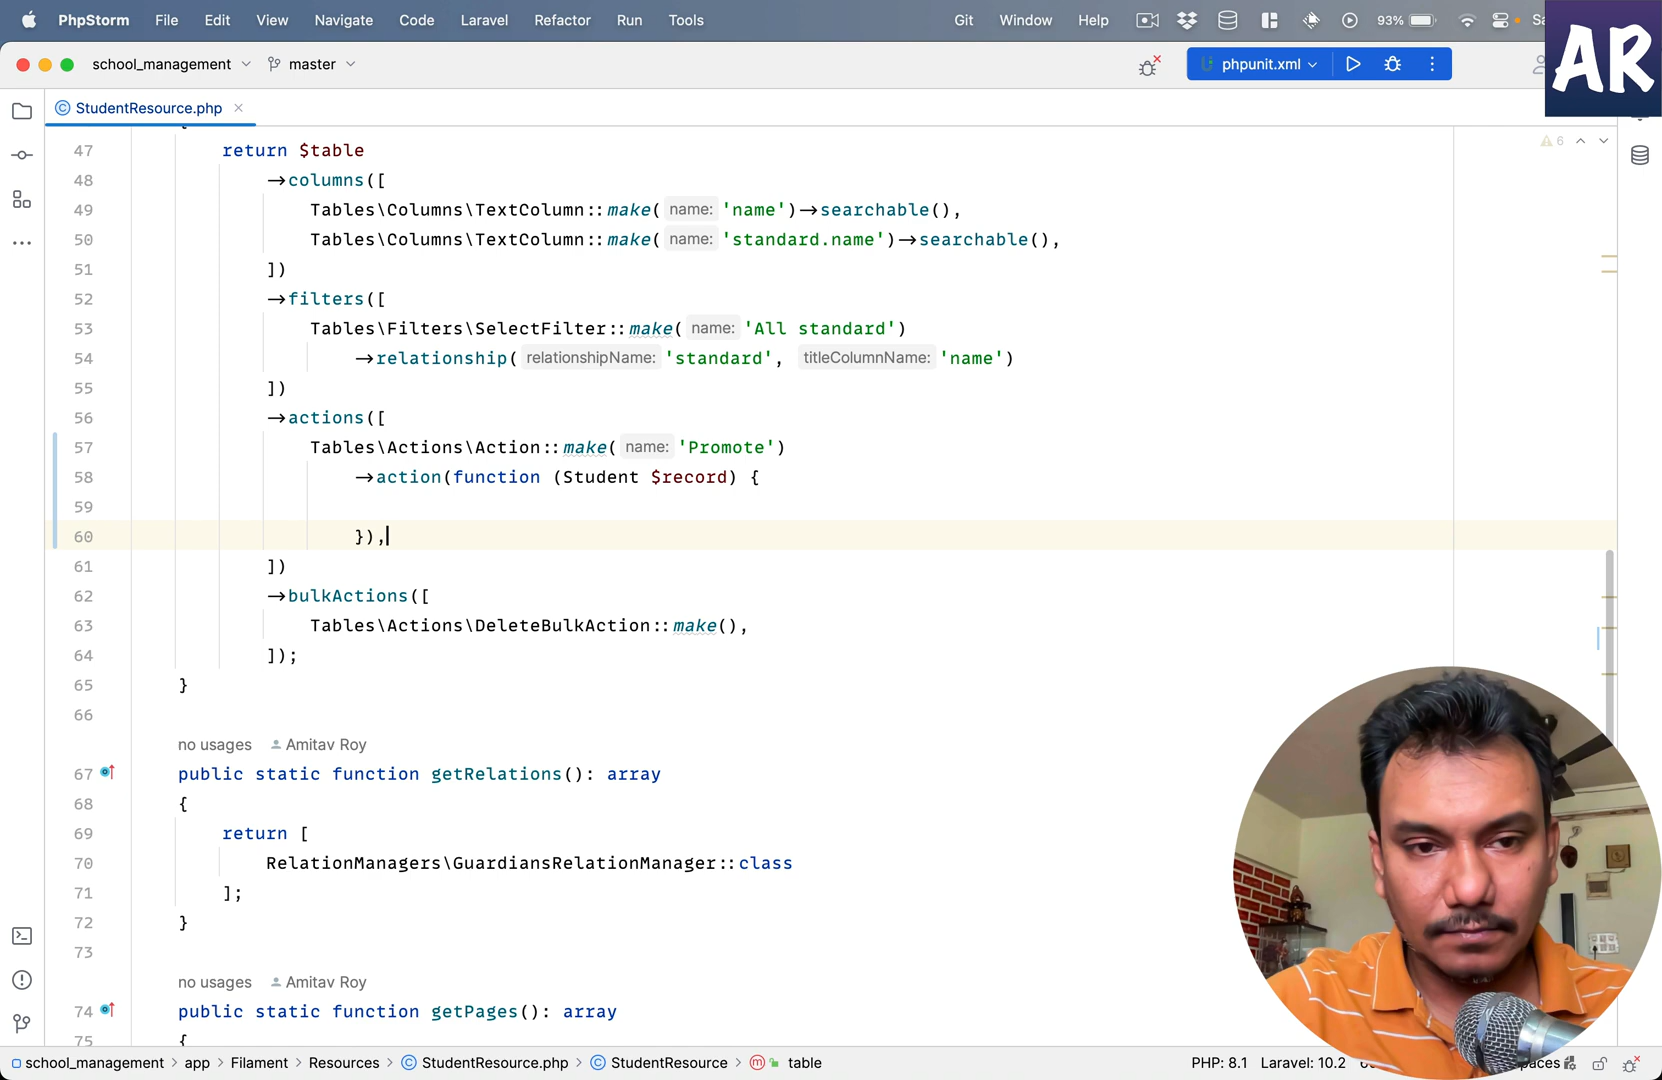 PhpStorm File Edit View Navigate Code Laravel Refactor Run Tools Git Window Help 93%
school_management master phpunit.xml
AR
StudentResource.php
6
47 return $table
48 ->columns([
49 Tables\Columns\TextColumn::make( name: 'name')->searchable(),
50 Tables\Columns\TextColumn::make( name: 'standard.name')->searchable(),
51 ])
52 ->filters([
53 Tables\Filters\SelectFilter::make( name: 'All standard')
54 ->relationship( relationshipName: 'standard', titleColumnName: 'name')
55 ])
56 ->actions([
57 Tables\Actions\Action::make( name: 'Promote')
58 ->action(function (Student $record) {
59
60 }),
61 ])
62 ->bulkActions([
63 Tables\Actions\DeleteBulkAction::make(),
64 ]);
65 }
66
no usages Amitav Roy
67 public static function getRelations(): array
68 {
69 return [
70 RelationManagers\GuardiansRelationManager::class
71 ];
72 }
73
no usages Amitav Roy
74 public static function getPages(): array
75 {
school_management > app > Filament > Resources > StudentResource.php > StudentResource > table PHP: 8.1 Laravel: 10.2